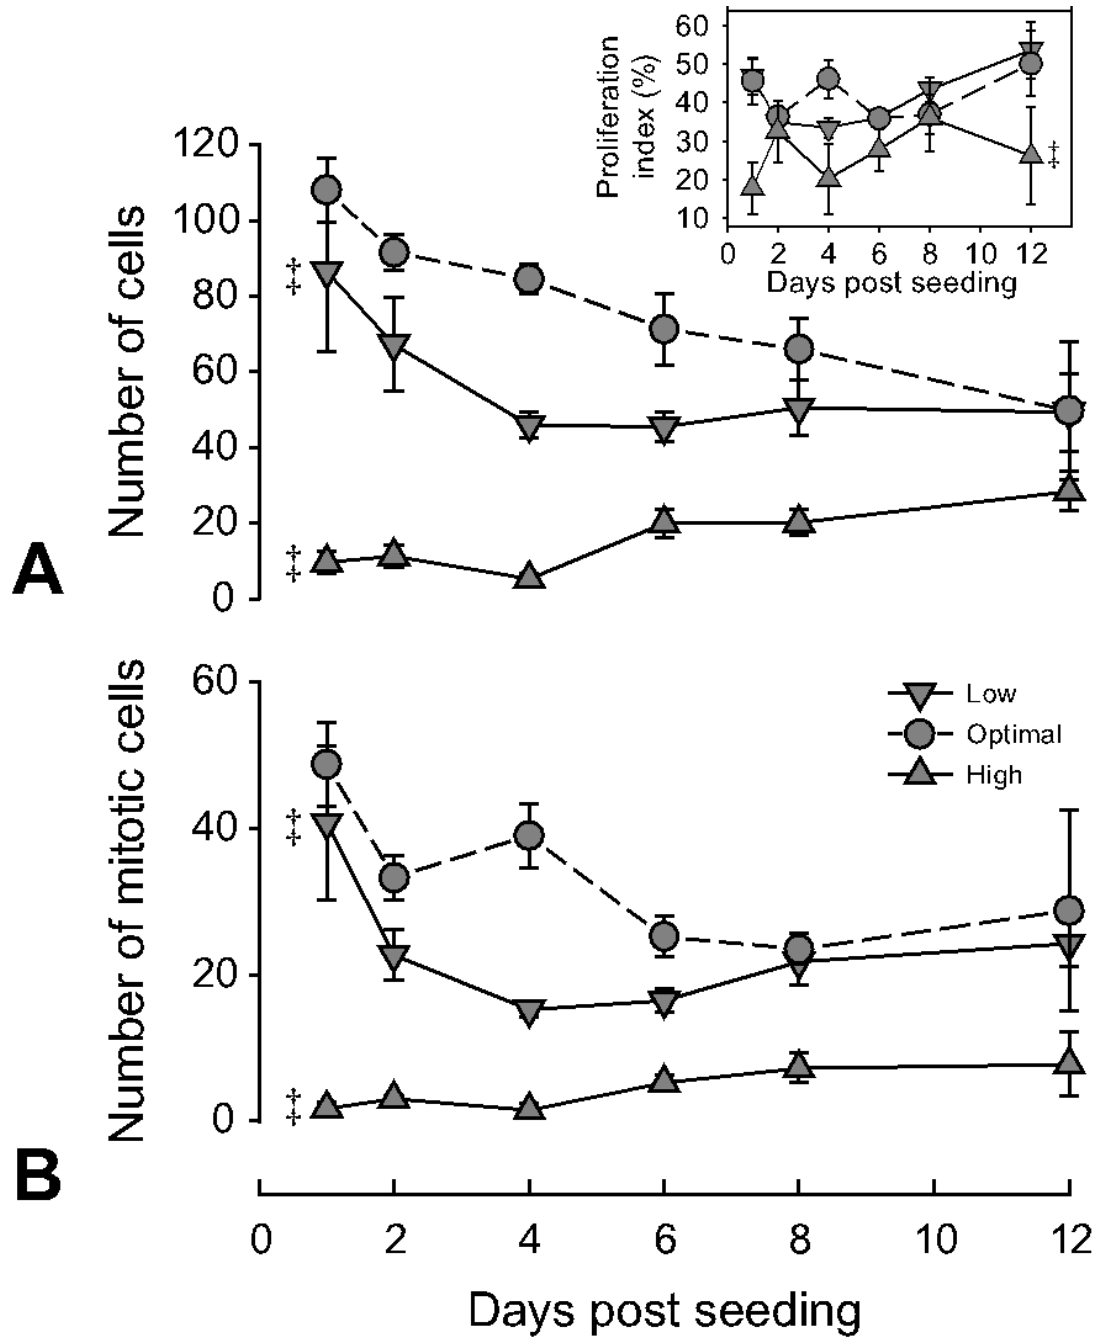 Proliferation
index (%)
60
50
40
30
20
10
0 2 4 6 8 10 12
Days post seeding
‡
Number of cells
120
100
80
60
40
20
0
‡
‡
A
Number of mitotic cells
60
40
20
0
‡
‡
Low
Optimal
High
B
0 2 4 6 8 10 12
Days post seeding